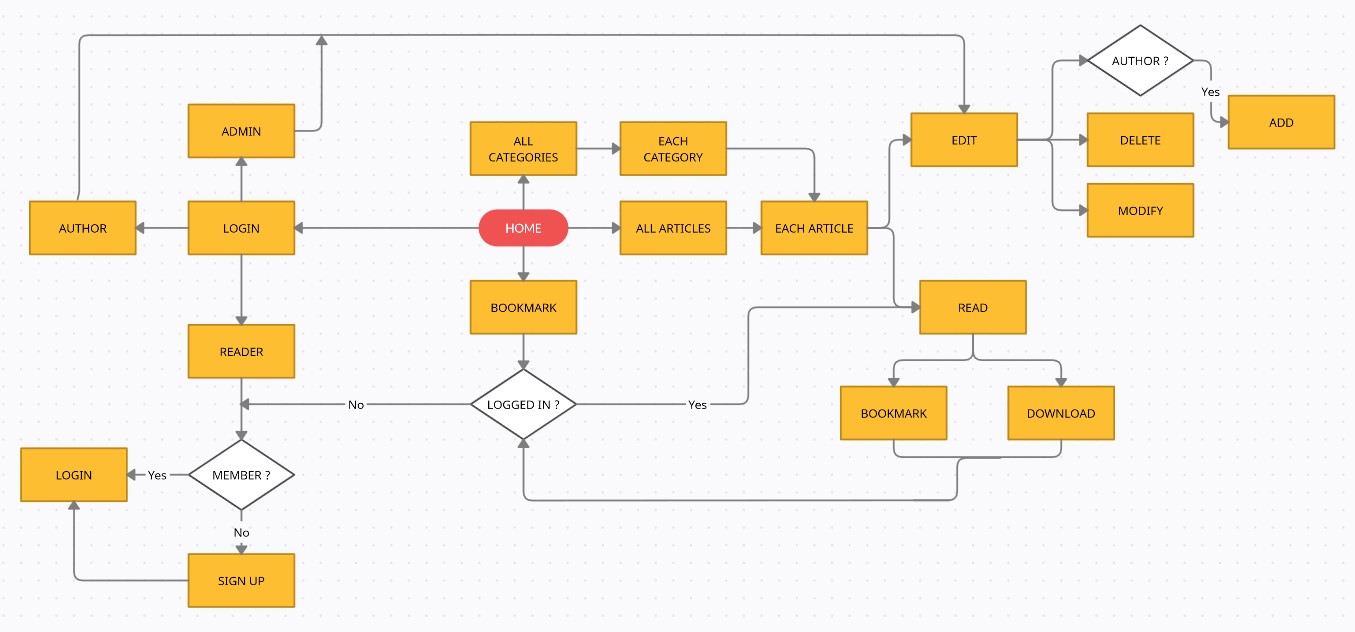 AUTHOR ?
Yes
ADD
ADMIN
ALL
CATEGORIES
EACH
CATEGORY
EDIT
DELETE
MODIFY
AUTHOR
LOGIN
HOME
ALL ARTICLES
EACH ARTICLE
BOOKMARK
READ
READER
LOGGED IN ?
No
Yes
BOOKMARK
DOWNLOAD
LOGIN
Yes
MEMBER ?
No
SIGN UP